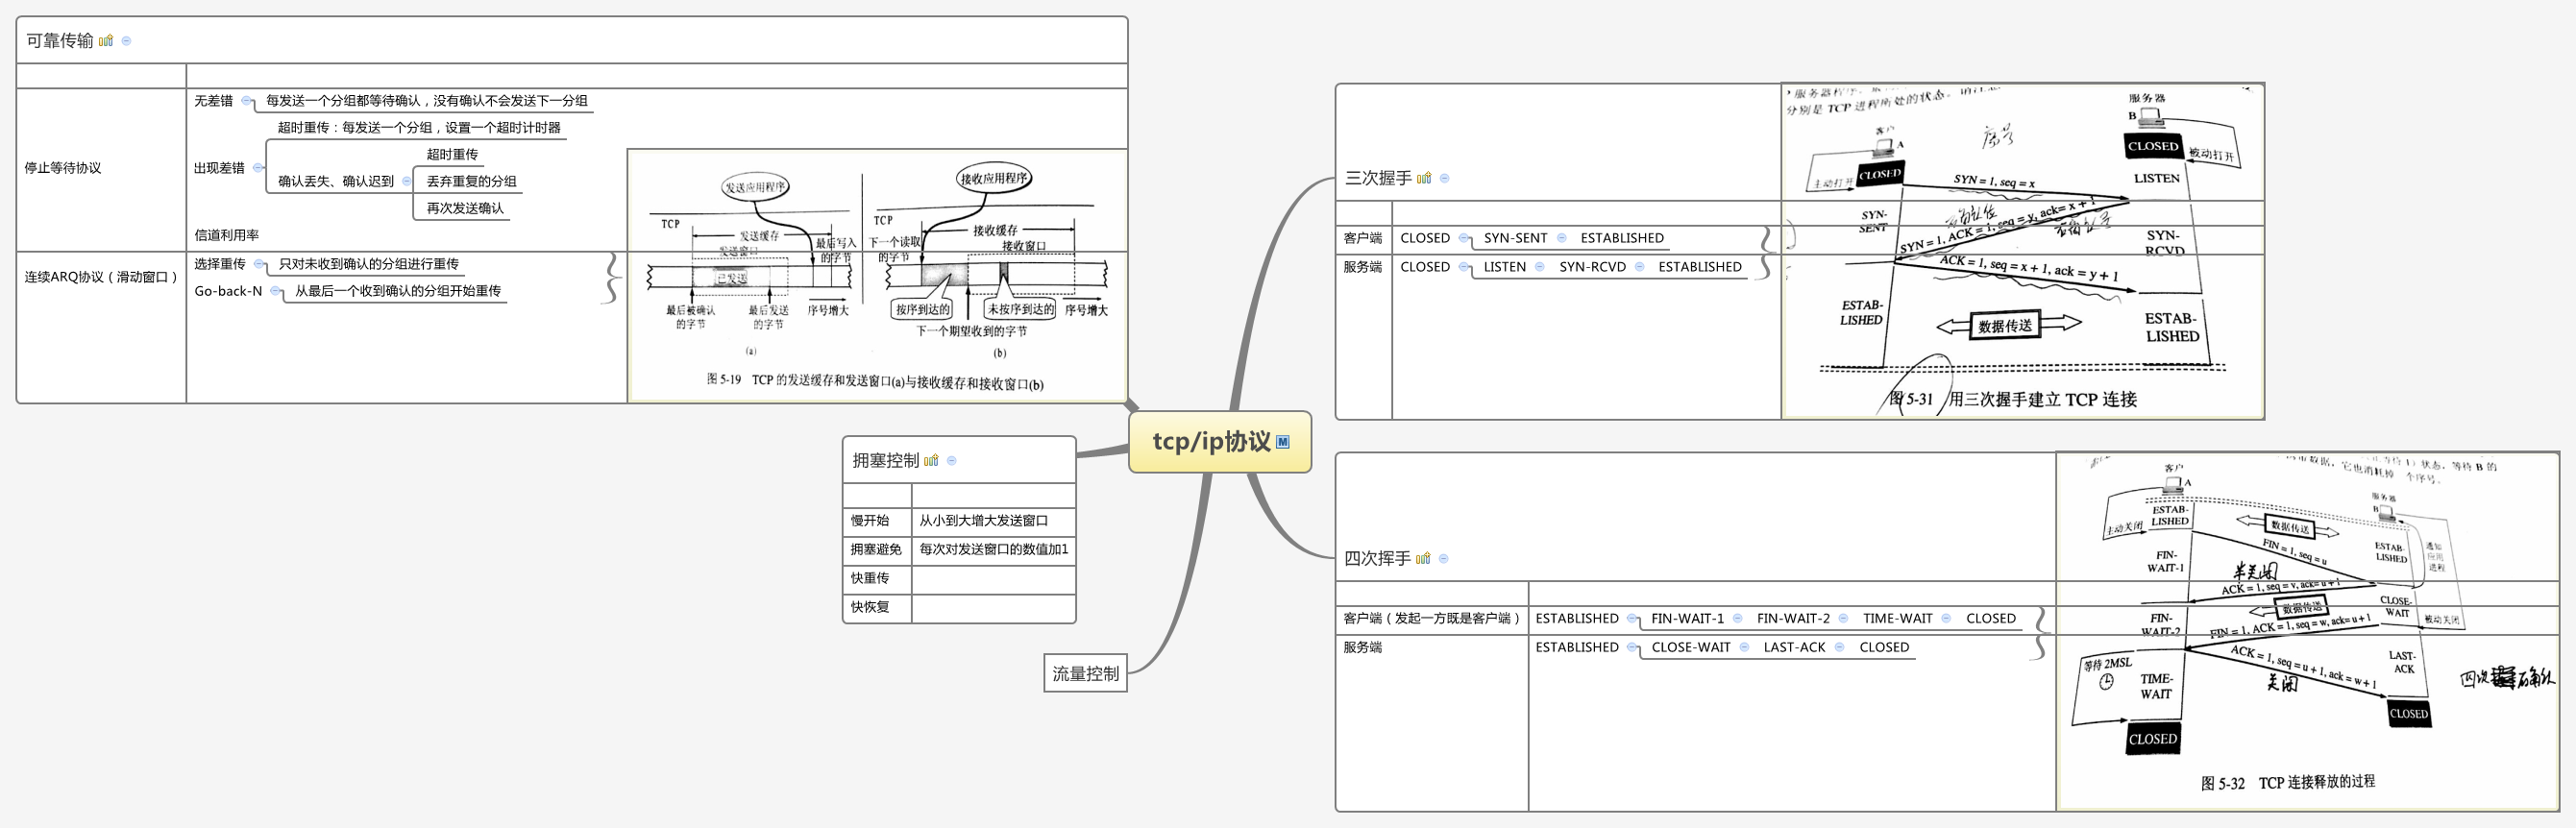 可靠传输
停止等待协议
无差错
每发送一个分组都等待确认，没有确认不会发送下一分组
出现差错
超时重传：每发送一个分组，设置一个超时计时器
确认丢失、确认迟到
超时重传
丢弃重复的分组
再次发送确认
信道利用率
连续ARQ协议（滑动窗口）
选择重传
只对未收到确认的分组进行重传
Go-back-N
从最后一个收到确认的分组开始重传
发送应用程序
TCP
发送缓存
发送窗口
最后写入
的字节
已发送
最后被确认
的字节
最后发送
的字节
序号增大
(a)
接收应用程序
TCP
下一个读取
的字节
接收缓存
接收窗口
按序到达的
未按序到达的
序号增大
下一个期望收到的字节
(b)
图 5-19 TCP 的发送缓存和发送窗口(a)与接收缓存和接收窗口(b)
tcp/ip协议
拥塞控制
慢开始
从小到大增大发送窗口
拥塞避免
每次对发送窗口的数值加1
快重传
快恢复
流量控制
三次握手
客户端
CLOSED
SYN-SENT
ESTABLISHED
服务端
CLOSED
LISTEN
SYN-RCVD
ESTABLISHED
分别是 TCP 进程所处的状态。
客户
A
服务器
B
CLOSED
主动打开
CLOSED
被动打开
SYN = 1, seq = x
LISTEN
SYN-
SENT
SYN = 1, ACK = 1, seq = y, ack= x + 1
SYN-
RCVD
ACK = 1, seq = x + 1, ack = y + 1
ESTAB-
LISHED
数据传送
ESTAB-
LISHED
图 5-31 用三次握手建立 TCP 连接
四次挥手
客户端（发起一方既是客户端）
ESTABLISHED
FIN-WAIT-1
FIN-WAIT-2
TIME-WAIT
CLOSED
服务端
ESTABLISHED
CLOSE-WAIT
LAST-ACK
CLOSED
状态，等待 B 的
数据，它也消耗掉 个序号。
客户
A
服务器
B
主动关闭
ESTAB-
LISHED
数据传送
FIN = 1, seq = u
ESTAB-
LISHED
通知
应用
进程
FIN-
WAIT-1
半关闭
ACK = 1, seq = v, ack= u + 1
数据传送
CLOSE-
WAIT
被动关闭
FIN-
WAIT-2
FIN = 1, ACK = 1, seq = w, ack= u + 1
ACK = 1, seq = u + 1, ack = w + 1
LAST-
ACK
等待 2MSL
TIME-
WAIT
关闭
CLOSED
CLOSED
图 5-32 TCP 连接释放的过程